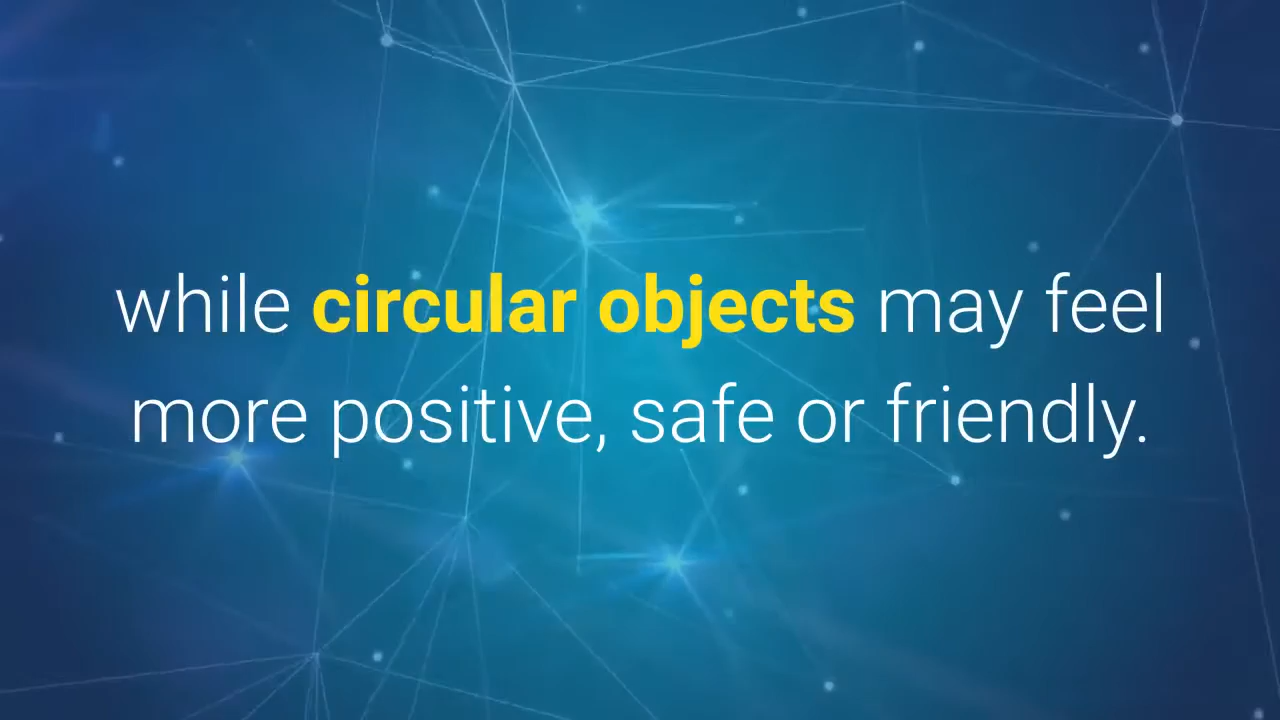 while circular objects may feel
more positive, safe or friendly.